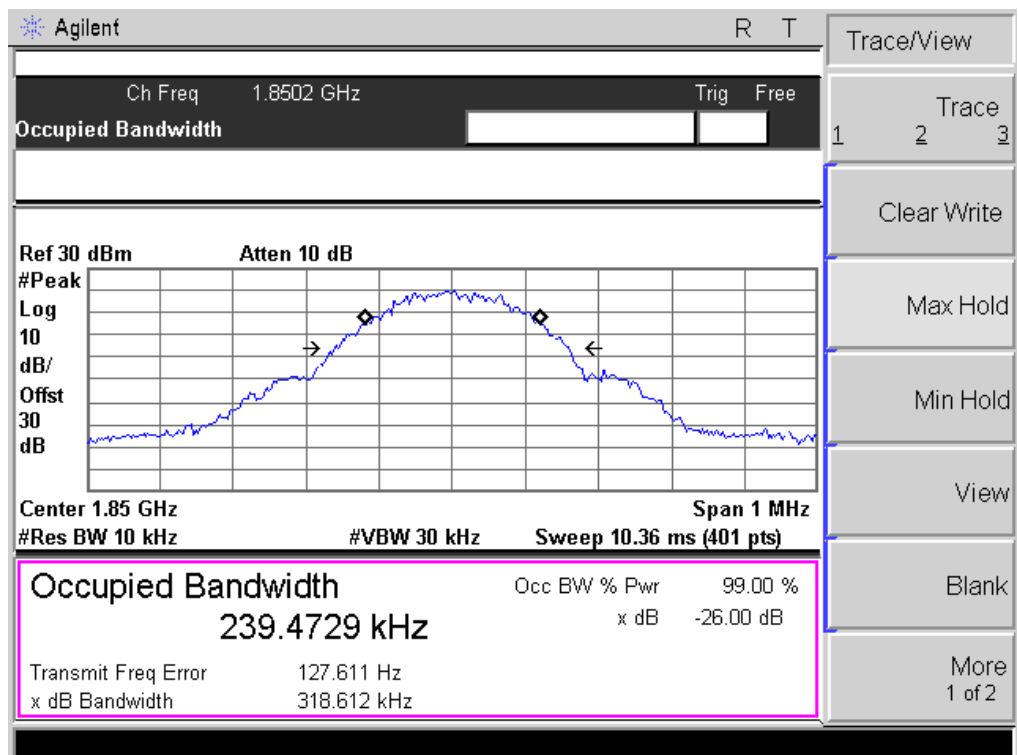 Agilent R T
Trace/View
Ch Freq 1.8502 GHz Trig Free
Occupied Bandwidth
Trace
1 2 3
Clear Write
Max Hold
Min Hold
View
Blank
More
1 of 2
Ref 30 dBm Atten 10 dB
#Peak
Log
10
dB/
Offst
30
dB
Center 1.85 GHz Span 1 MHz
#Res BW 10 kHz #VBW 30 kHz Sweep 10.36 ms (401 pts)
Occupied Bandwidth
239.4729 kHz
Occ BW % Pwr 99.00 %
x dB -26.00 dB
Transmit Freq Error 127.611 Hz
x dB Bandwidth 318.612 kHz